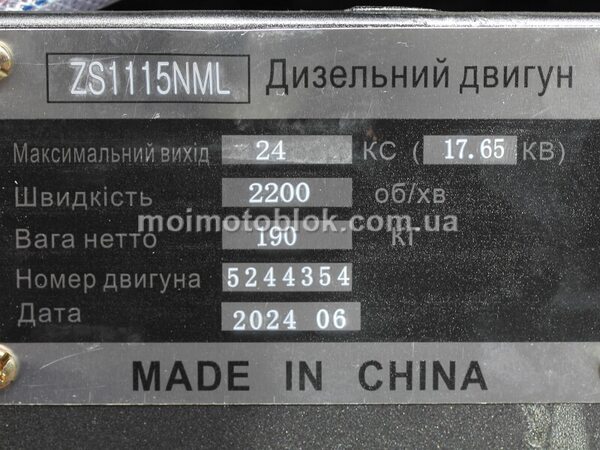 ZS1115NML Дизельний двигун
Максимальний вихід 24 КС ( 17.65 КВ)
Швидкість 2200 об/хв
moimotoblok.com.ua
Вага нетто 190 КГ
Номер двигуна 5244354
Дата 2024 06
MADE IN CHINA